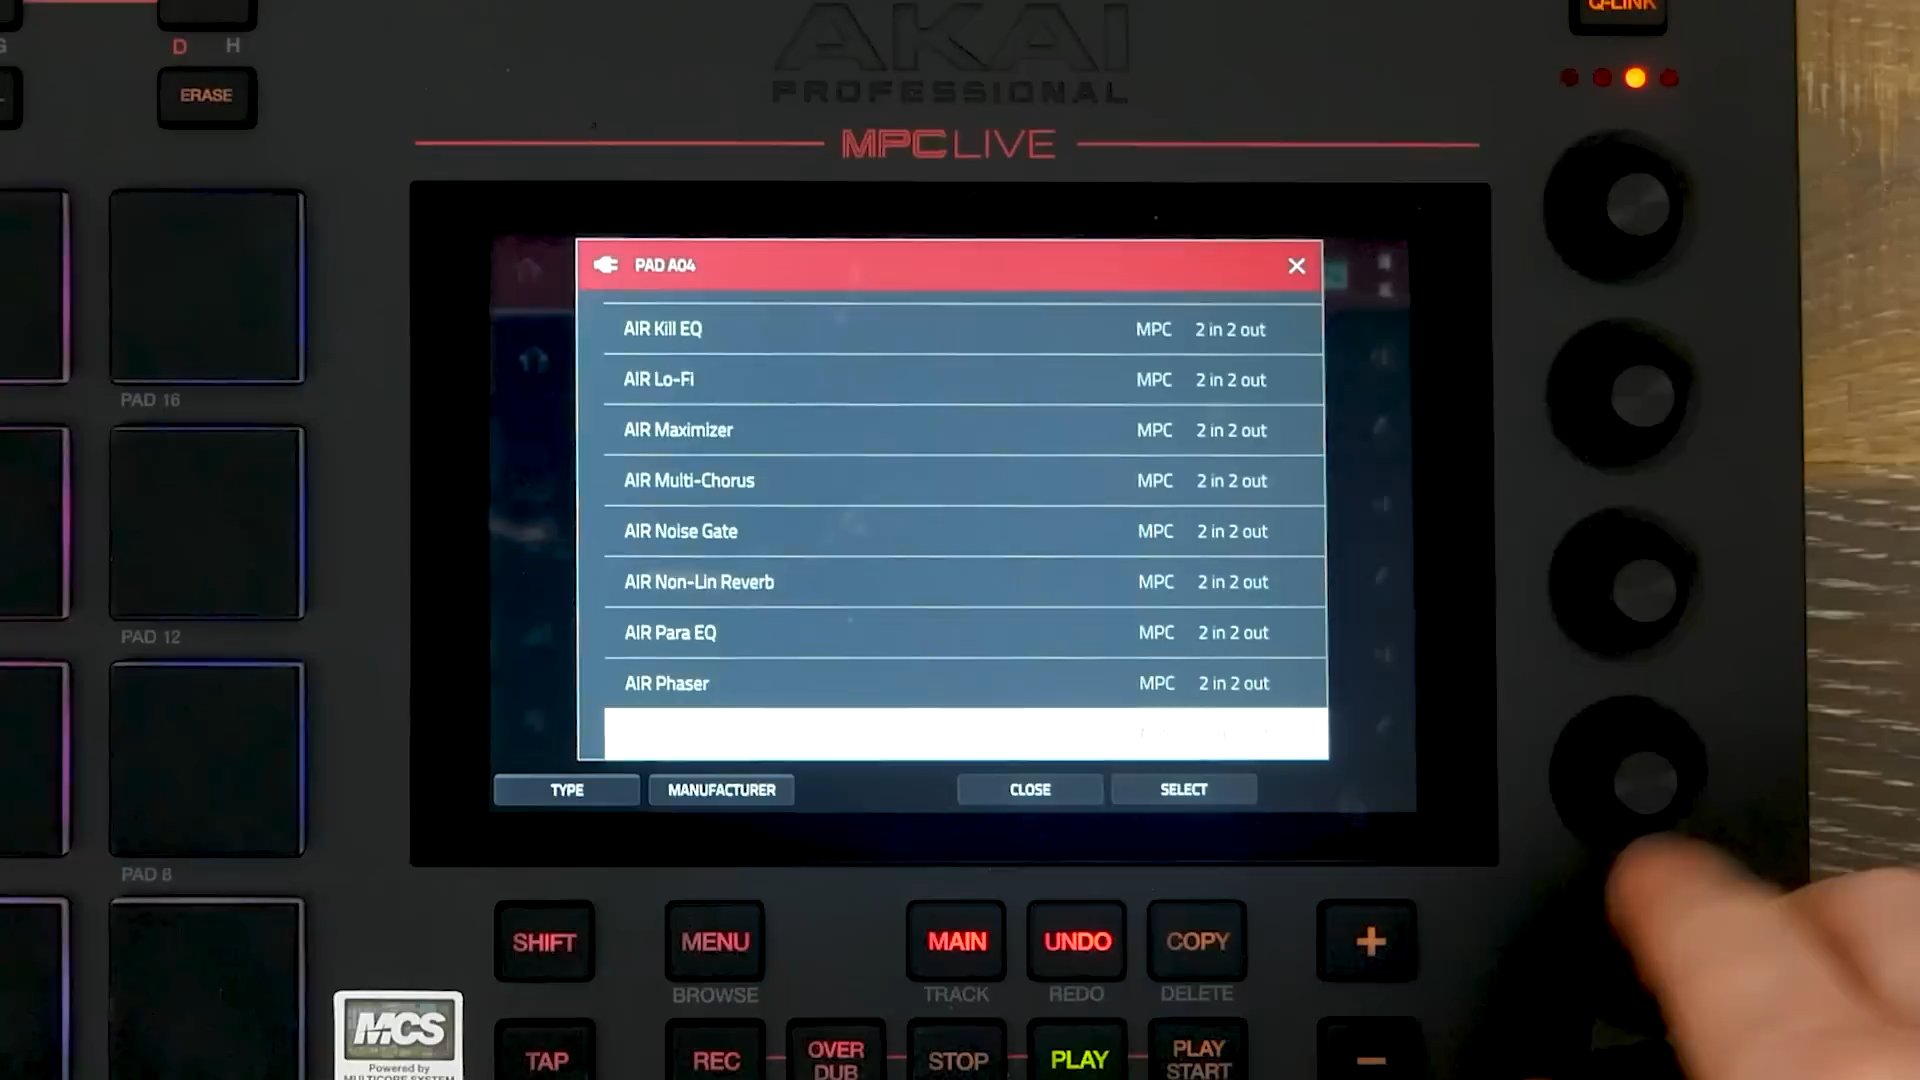 Q-LINK
G
D H
ERASE
AKAI
PROFESSIONAL
MPCLIVE
PAD A04
AIR Kill EQ MPC 2 in 2 out
AIR Lo-Fi MPC 2 in 2 out
AIR Maximizer MPC 2 in 2 out
AIR Multi-Chorus MPC 2 in 2 out
AIR Noise Gate MPC 2 in 2 out
AIR Non-Lin Reverb MPC 2 in 2 out
AIR Para EQ MPC 2 in 2 out
AIR Phaser MPC 2 in 2 out
TYPE MANUFACTURER CLOSE SELECT
PAD 16
PAD 12
PAD 8
SHIFT MENU MAIN UNDO COPY +
BROWSE TRACK REDO DELETE
MCS
Powered by
MULTICORE SYSTEM
TAP REC OVER DUB STOP PLAY PLAY START −